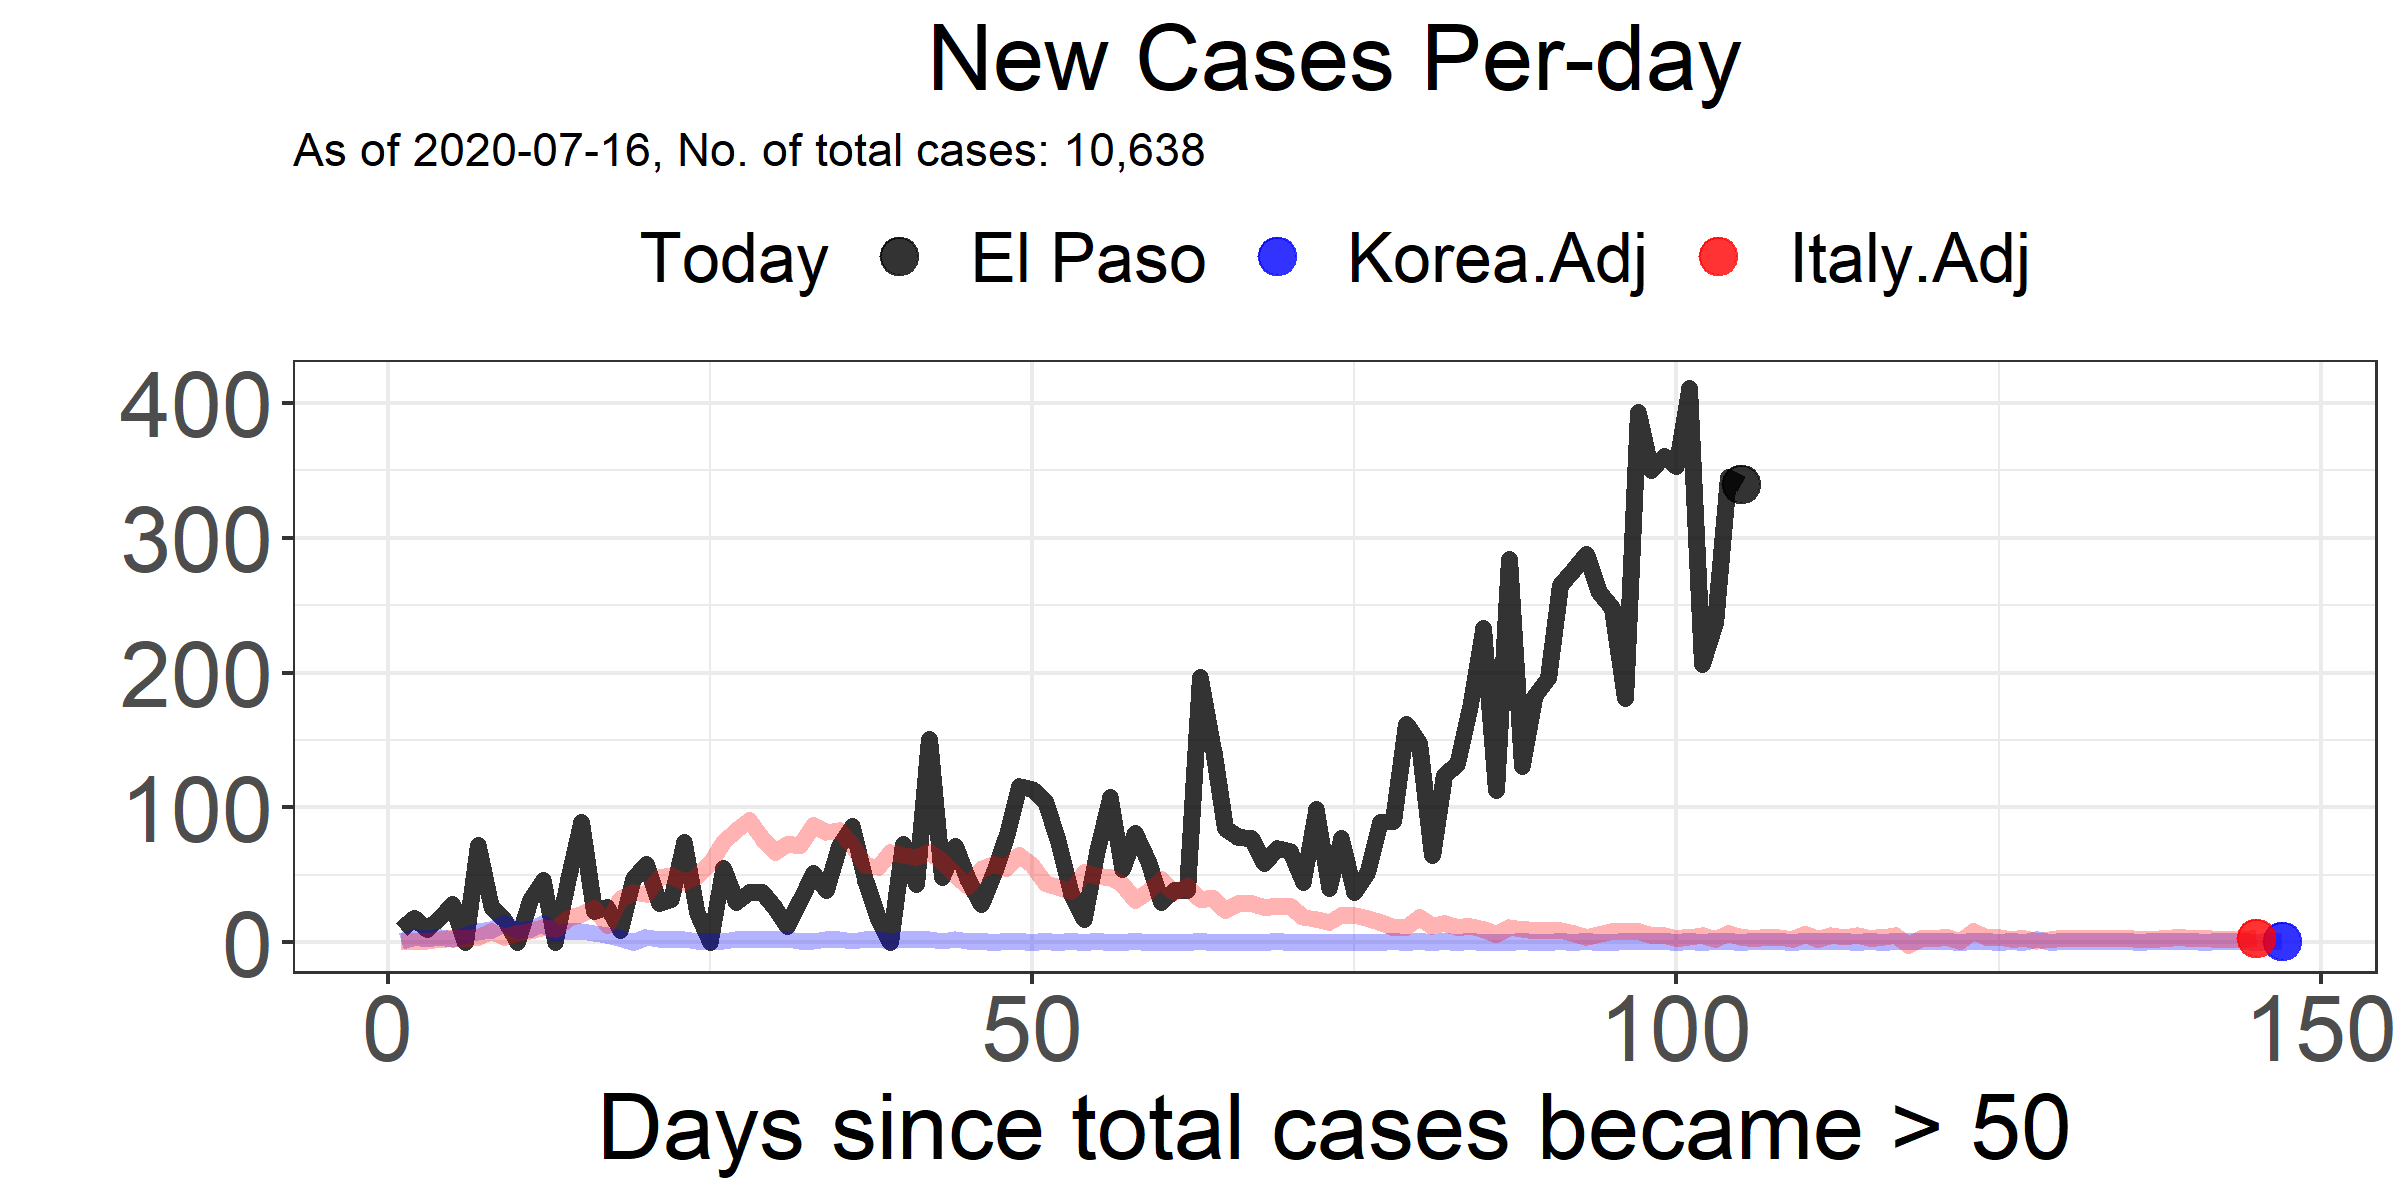 New Cases Per-day
As of 2020-07-16, No. of total cases: 10,638
Today El Paso Korea.Adj Italy.Adj
400
300
200
100
0
0 50 100 150
Days since total cases became > 50